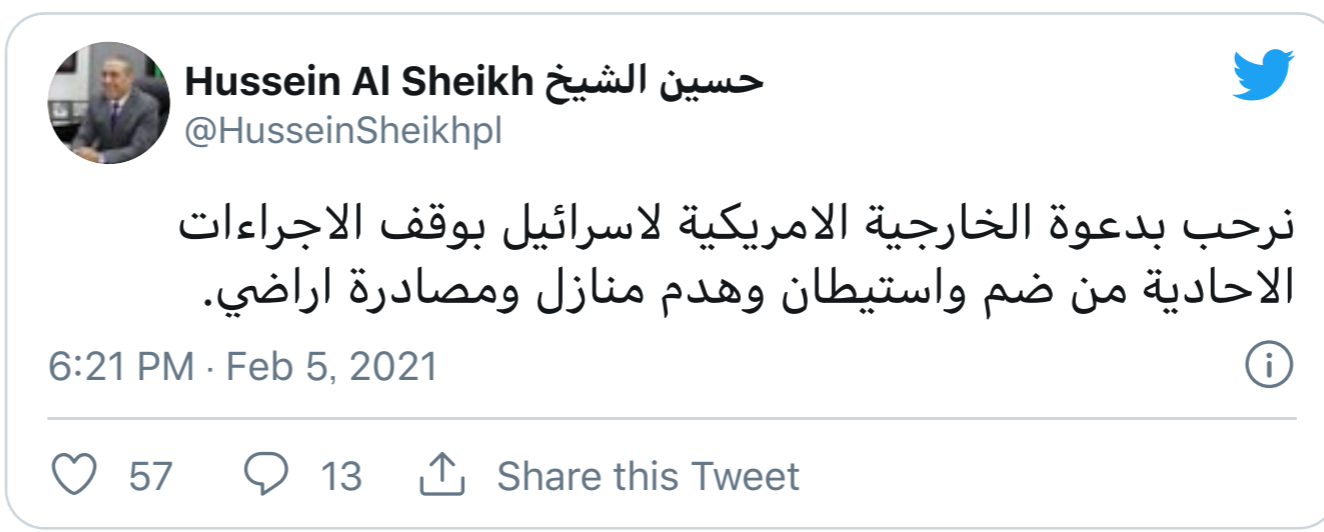 Hussein Al Sheikh حسين الشيخ
@HusseinSheikhpl
نرحب بدعوة الخارجية الامريكية لاسرائيل بوقف الاجراءات
الاحادية من ضم واستيطان وهدم منازل ومصادرة اراضي.
6:21 PM · Feb 5, 2021
57 13 Share this Tweet